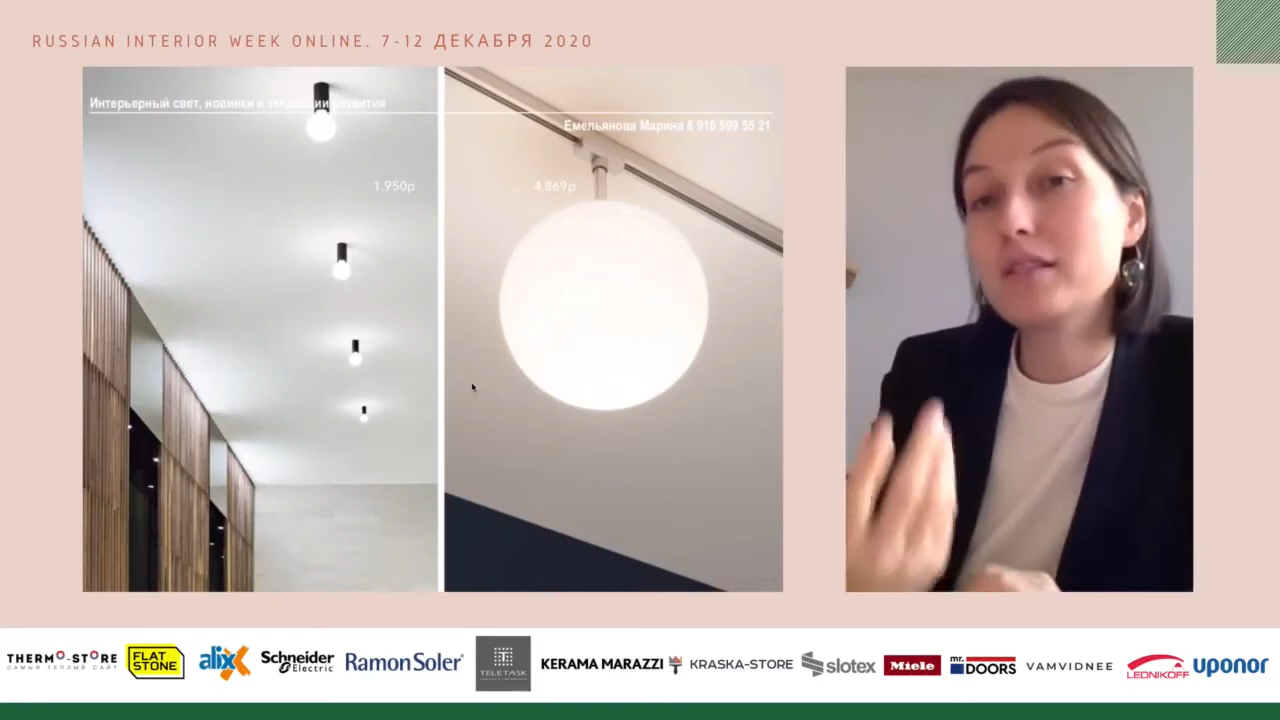 RUSSIAN INTERIOR WEEK ONLINE. 7-12 ДЕКАБРЯ 2020
Интерьерный свет, новинки и тенденции развития
Емельянова Марина 8 916 599 55 21
1.950р
4.869р
THERMO-STORE
САМЫЙ ТЕПЛЫЙ САЙТ
FLAT
STONE
alix
Schneider
Electric
Ramon Soler®
TELETASK
KERAMA MARAZZI
KRASKA-STORE
slotex
Miele
mr.
DOORS
VAMVIDNEE
LEDNIKOFF
uponor